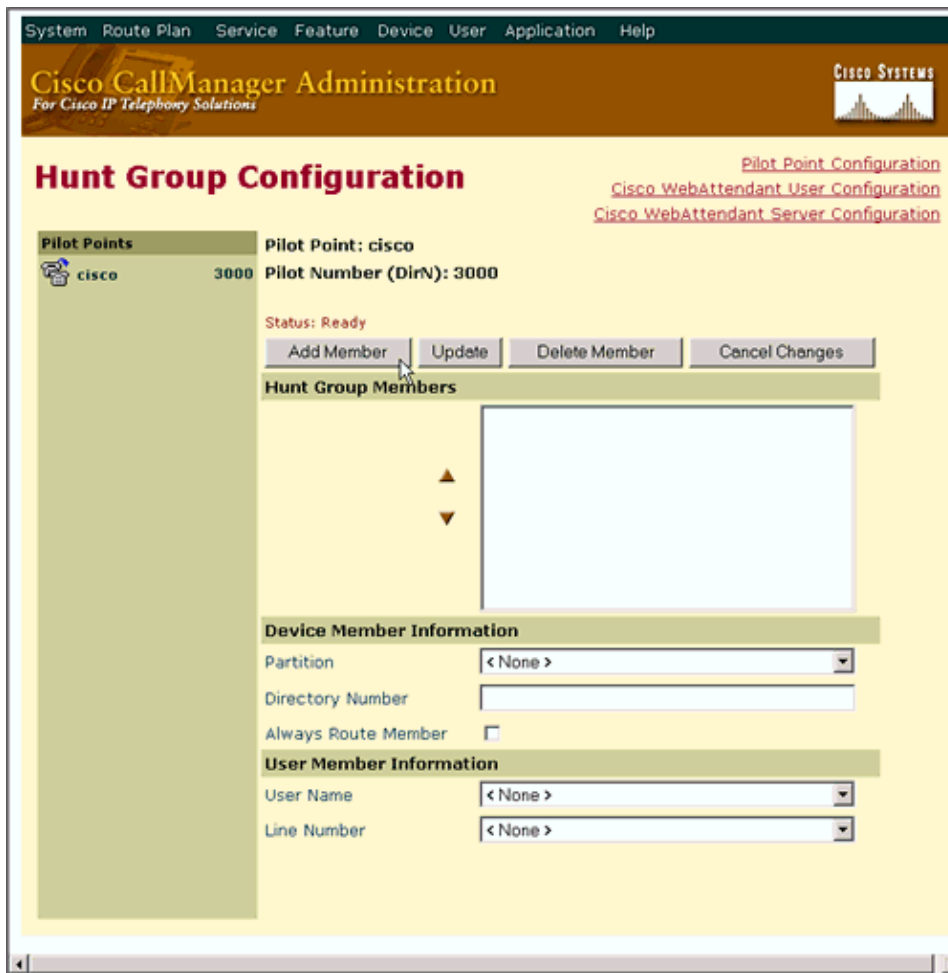 System Route Plan Service Feature Device User Application Help
Cisco CallManager Administration
For Cisco IP Telephony Solutions
CISCO SYSTEMS
Hunt Group Configuration
Pilot Point Configuration
Cisco WebAttendant User Configuration
Cisco WebAttendant Server Configuration
Pilot Points
cisco 3000
Pilot Point: cisco
Pilot Number (DirN): 3000
Status: Ready
Add Member Update Delete Member Cancel Changes
Hunt Group Members
Device Member Information
Partition < None >
Directory Number
Always Route Member
User Member Information
User Name < None >
Line Number < None >